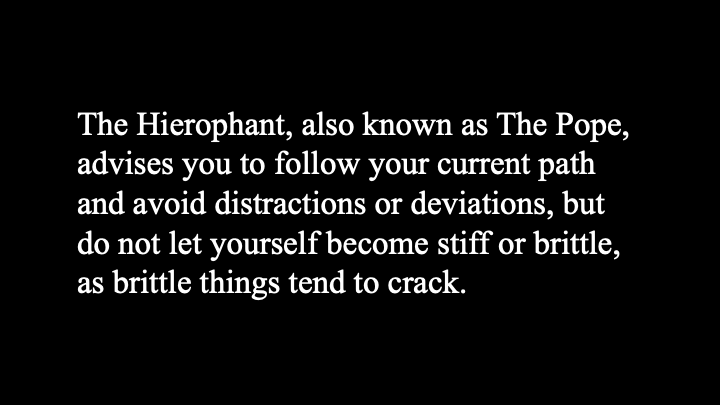 The Hierophant, also known as The Pope,
advises you to follow your current path
and avoid distractions or deviations, but
do not let yourself become stiff or brittle,
as brittle things tend to crack.